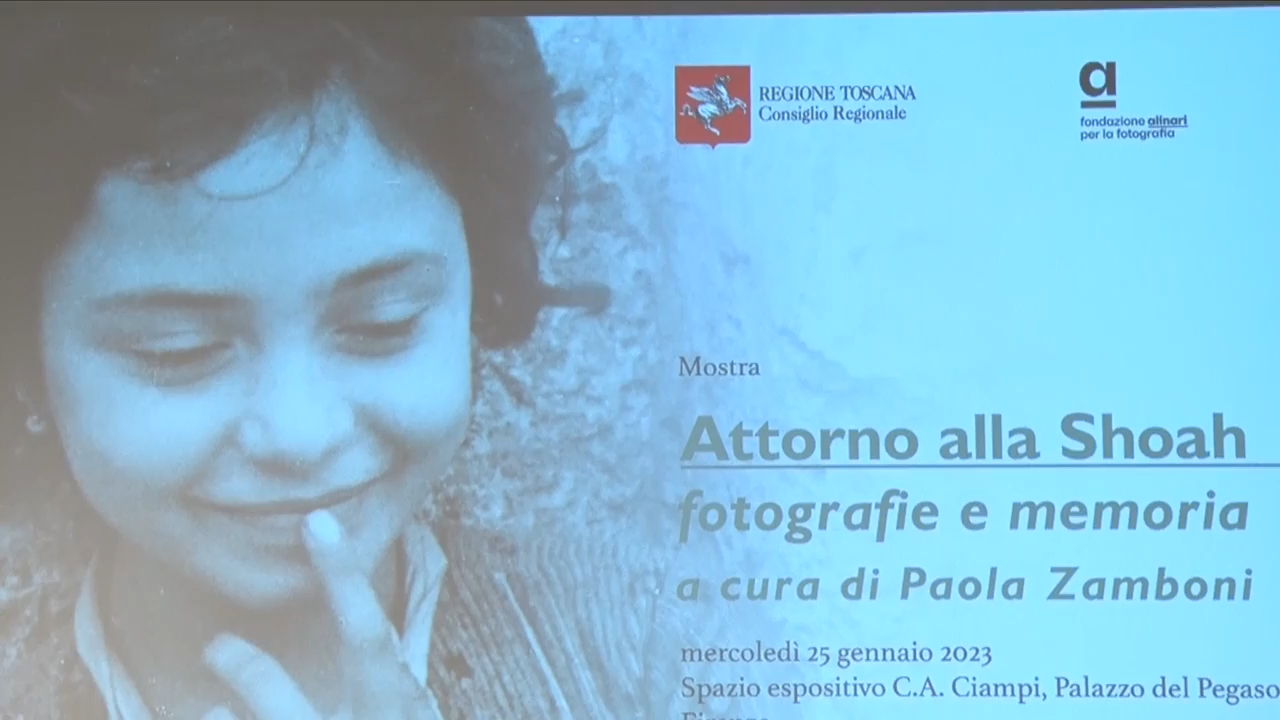 REGIONE TOSCANA
Consiglio Regionale
a
fondazione alinari
per la fotografia
Mostra
Attorno alla Shoah
fotografie e memoria
a cura di Paola Zamboni
mercoledì 25 gennaio 2023
Spazio espositivo C.A. Ciampi, Palazzo del Pegaso